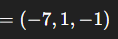 = (−7, 1, −1)